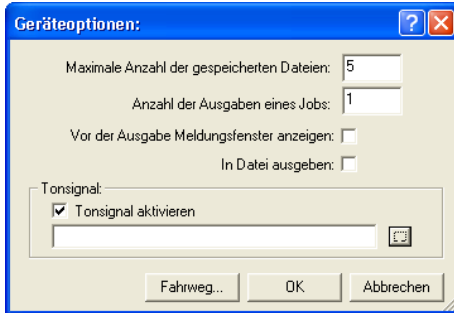 Geräteoptionen:
Maximale Anzahl der gespeicherten Dateien: 5
Anzahl der Ausgaben eines Jobs: 1
Vor der Ausgabe Meldungsfenster anzeigen:
In Datei ausgeben:
Tonsignal:
Tonsignal aktivieren
Fahrweg... OK Abbrechen